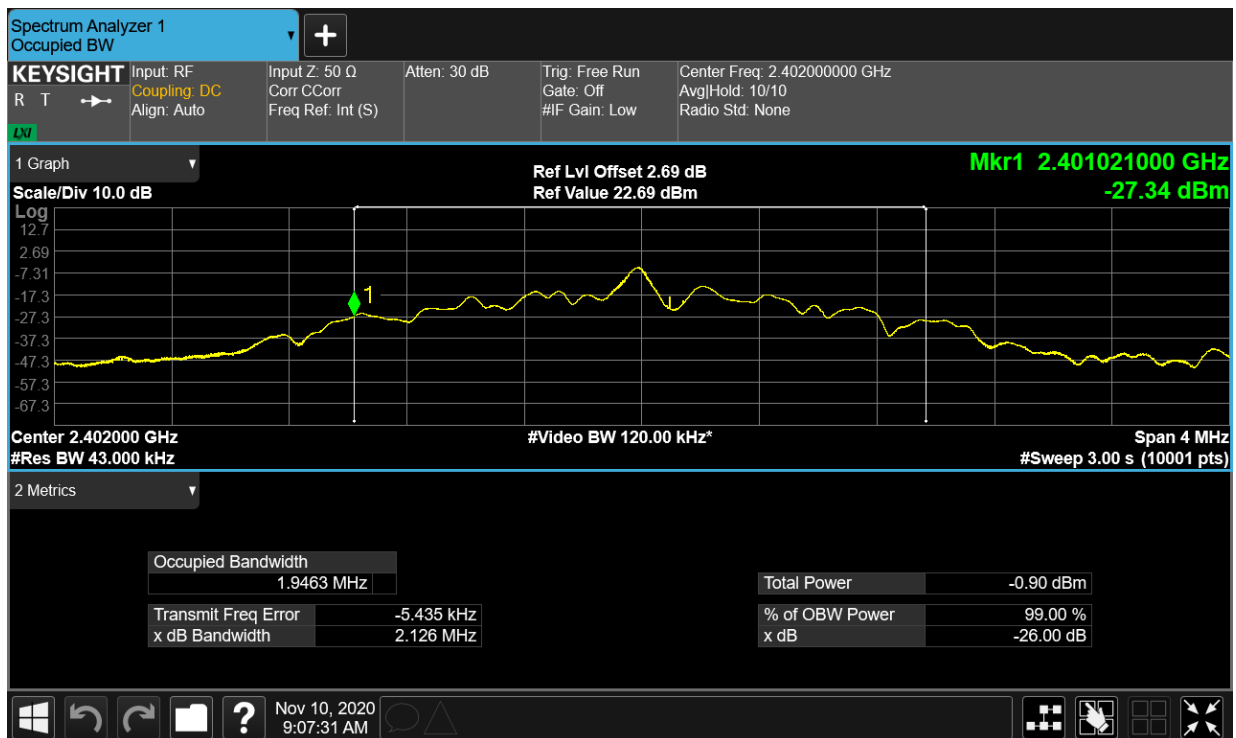 Spectrum Analyzer 1
Occupied BW
KEYSIGHT
R T
LXI
Input: RF
Coupling: DC
Align: Auto
Input Z: 50 Ω
Corr CCorr
Freq Ref: Int (S)
Atten: 30 dB
Trig: Free Run
Gate: Off
#IF Gain: Low
Center Freq: 2.402000000 GHz
Avg|Hold: 10/10
Radio Std: None
1 Graph
Scale/Div 10.0 dB
Ref Lvl Offset 2.69 dB
Ref Value 22.69 dBm
Mkr1 2.401021000 GHz
-27.34 dBm
Log
12.7
2.69
-7.31
-17.3
-27.3
-37.3
-47.3
-57.3
-67.3
1
Center 2.402000 GHz
#Res BW 43.000 kHz
#Video BW 120.00 kHz*
Span 4 MHz
#Sweep 3.00 s (10001 pts)
2 Metrics
Occupied Bandwidth
1.9463 MHz
Transmit Freq Error -5.435 kHz
x dB Bandwidth 2.126 MHz
Total Power -0.90 dBm
% of OBW Power 99.00 %
x dB -26.00 dB
?
Nov 10, 2020
9:07:31 AM